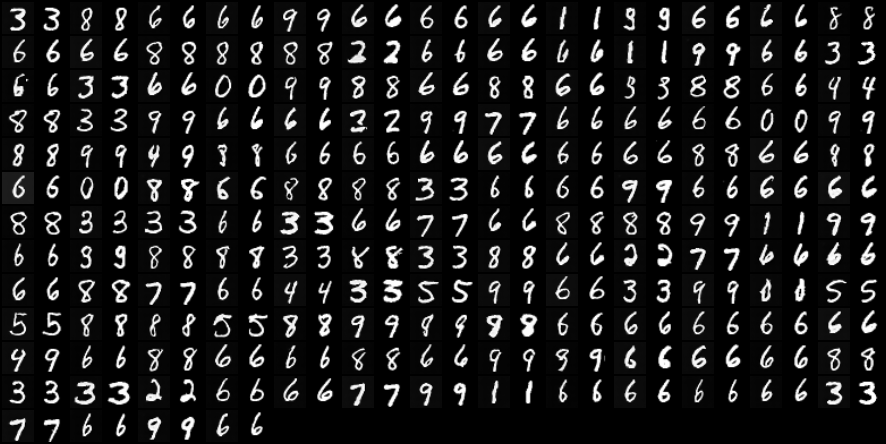 3 3 8 8 6 6 6 6 9 9 6 6 6 6 6 6 1 1 9 9 6 6 6 6 8 8
6 6 6 6 8 8 8 8 8 8 2 2 6 6 6 6 6 6 1 1 9 9 6 6 3 3
6 6 3 3 6 6 0 0 9 9 8 8 6 6 8 8 6 6 3 3 8 8 6 6 4 4
8 8 3 3 9 9 6 6 6 6 2 2 9 9 7 7 6 6 6 6 6 6 0 0 9 9
8 8 9 9 4 9 8 8 6 6 6 6 6 6 6 6 6 6 6 6 8 8 6 6 8 8
6 6 0 0 8 8 6 6 8 8 8 8 3 3 6 6 6 6 9 9 6 6 6 6 6 6
8 8 3 3 3 3 6 6 3 3 6 6 7 7 6 6 8 8 8 8 9 9 1 1 9 9
6 6 9 9 8 8 8 8 3 3 8 8 3 3 8 8 6 6 2 2 7 7 6 6 6 6
6 6 8 8 7 7 6 6 4 4 3 3 5 5 9 9 6 6 3 3 9 9 0 0 5 5
5 5 8 8 8 8 5 5 8 8 9 9 8 9 8 8 6 6 6 6 6 6 6 6 6 6
4 9 6 6 8 8 6 6 6 6 8 8 6 6 9 9 9 9 6 6 6 6 6 6 8 8
3 3 3 3 2 2 6 6 6 6 7 7 9 9 1 1 6 6 6 6 6 6 6 6 3 3
7 7 6 6 9 9 6 6